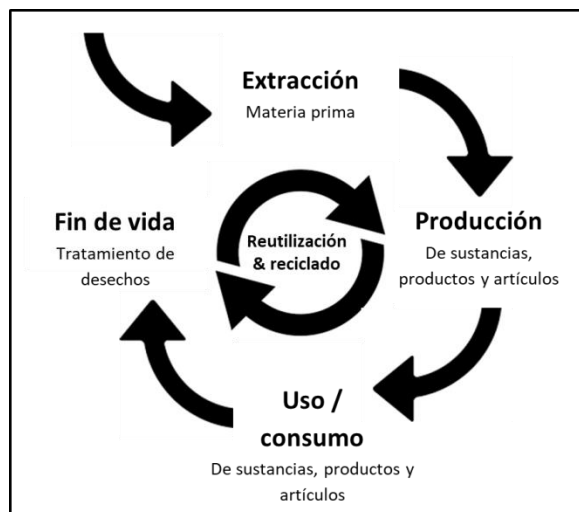 Extracción
Materia prima
Fin de vida
Tratamiento de
desechos
Reutilización
& reciclado
Producción
De sustancias,
productos y artículos
Uso /
consumo
De sustancias, productos y
artículos